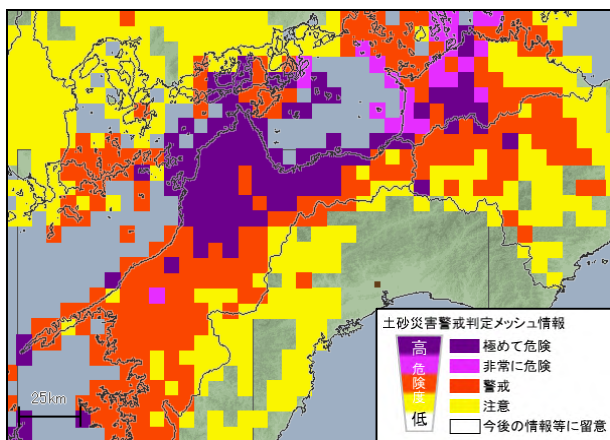 土砂災害警戒判定メッシュ情報
高
危険度
低
極めて危険
非常に危険
警戒
注意
今後の情報等に留意
25km